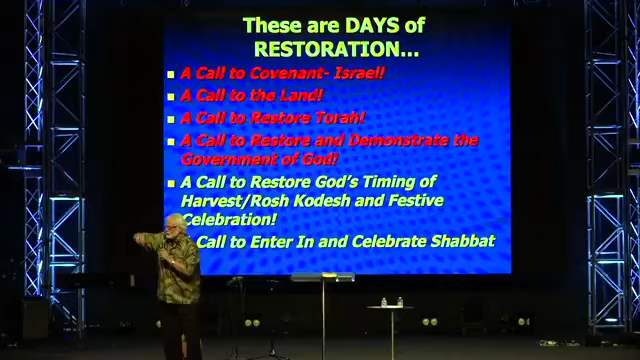 These are DAYS of
RESTORATION...
A Call to Covenant- Israel!
A Call to the Land!
A Call to Restore Torah!
A Call to Restore and Demonstrate the
Government of God!
A Call to Restore God's Timing of
Harvest/Rosh Kodesh and Festive
Celebration!
Call to Enter In and Celebrate Shabbat